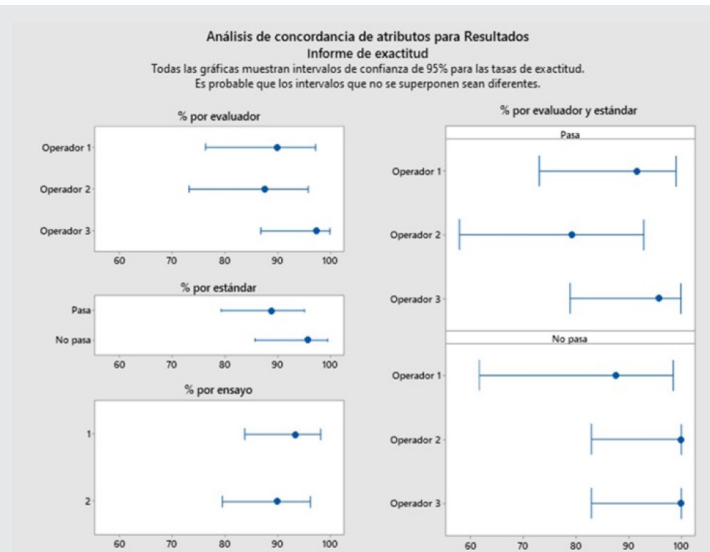 Análisis de concordancia de atributos para Resultados
Informe de exactitud
Todas las gráficas muestran intervalos de confianza de 95% para las tasas de exactitud.
Es probable que los intervalos que no se superponen sean diferentes.
% por evaluador
Operador 1
Operador 2
Operador 3
60 70 80 90 100
% por estándar
Pasa
No pasa
60 70 80 90 100
% por ensayo
1
2
60 70 80 90 100
% por evaluador y estándar
Pasa
Operador 1
Operador 2
Operador 3
No pasa
Operador 1
Operador 2
Operador 3
60 70 80 90 100